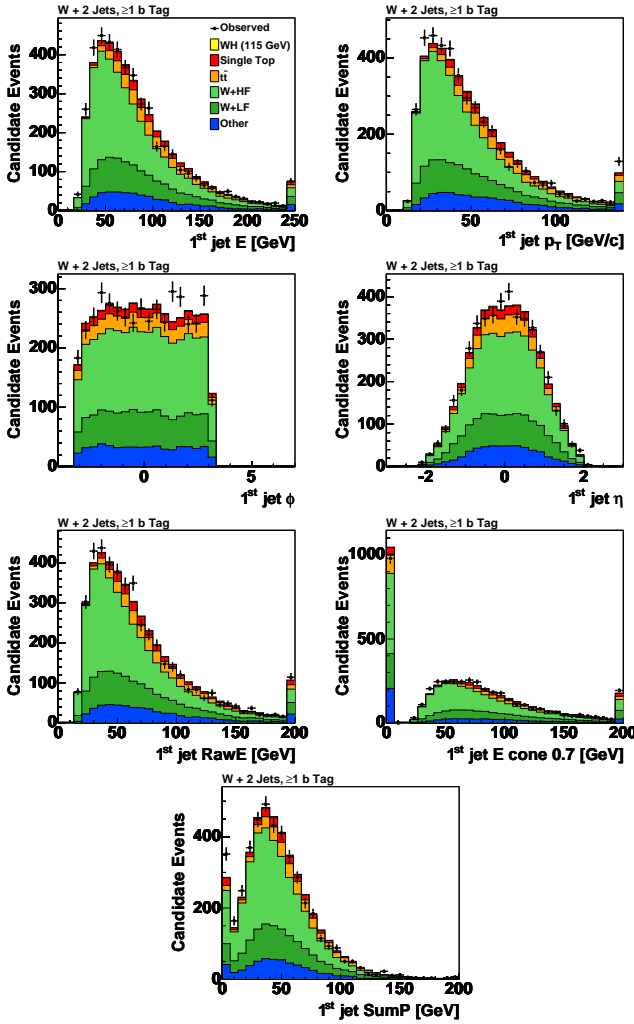 W + 2 Jets, ≥1 b Tag
Candidate Events
400
300
200
100
0
0 50 100 150 200 250
1st jet E [GeV]
Observed
WH (115 GeV)
Single Top
tt̄
W+HF
W+LF
Other
W + 2 Jets, ≥1 b Tag
Candidate Events
400
200
0
0 50 100
1st jet pT [GeV/c]
W + 2 Jets, ≥1 b Tag
Candidate Events
300
200
100
0
0 5
1st jet ϕ
W + 2 Jets, ≥1 b Tag
Candidate Events
400
300
200
100
0
-2 0 2
1st jet η
W + 2 Jets, ≥1 b Tag
Candidate Events
400
300
200
100
0
0 50 100 150 200
1st jet RawE [GeV]
W + 2 Jets, ≥1 b Tag
Candidate Events
1000
500
0
0 50 100 150 200
1st jet E cone 0.7 [GeV]
W + 2 Jets, ≥1 b Tag
Candidate Events
400
200
0
0 50 100 150 200
1st jet SumP [GeV]